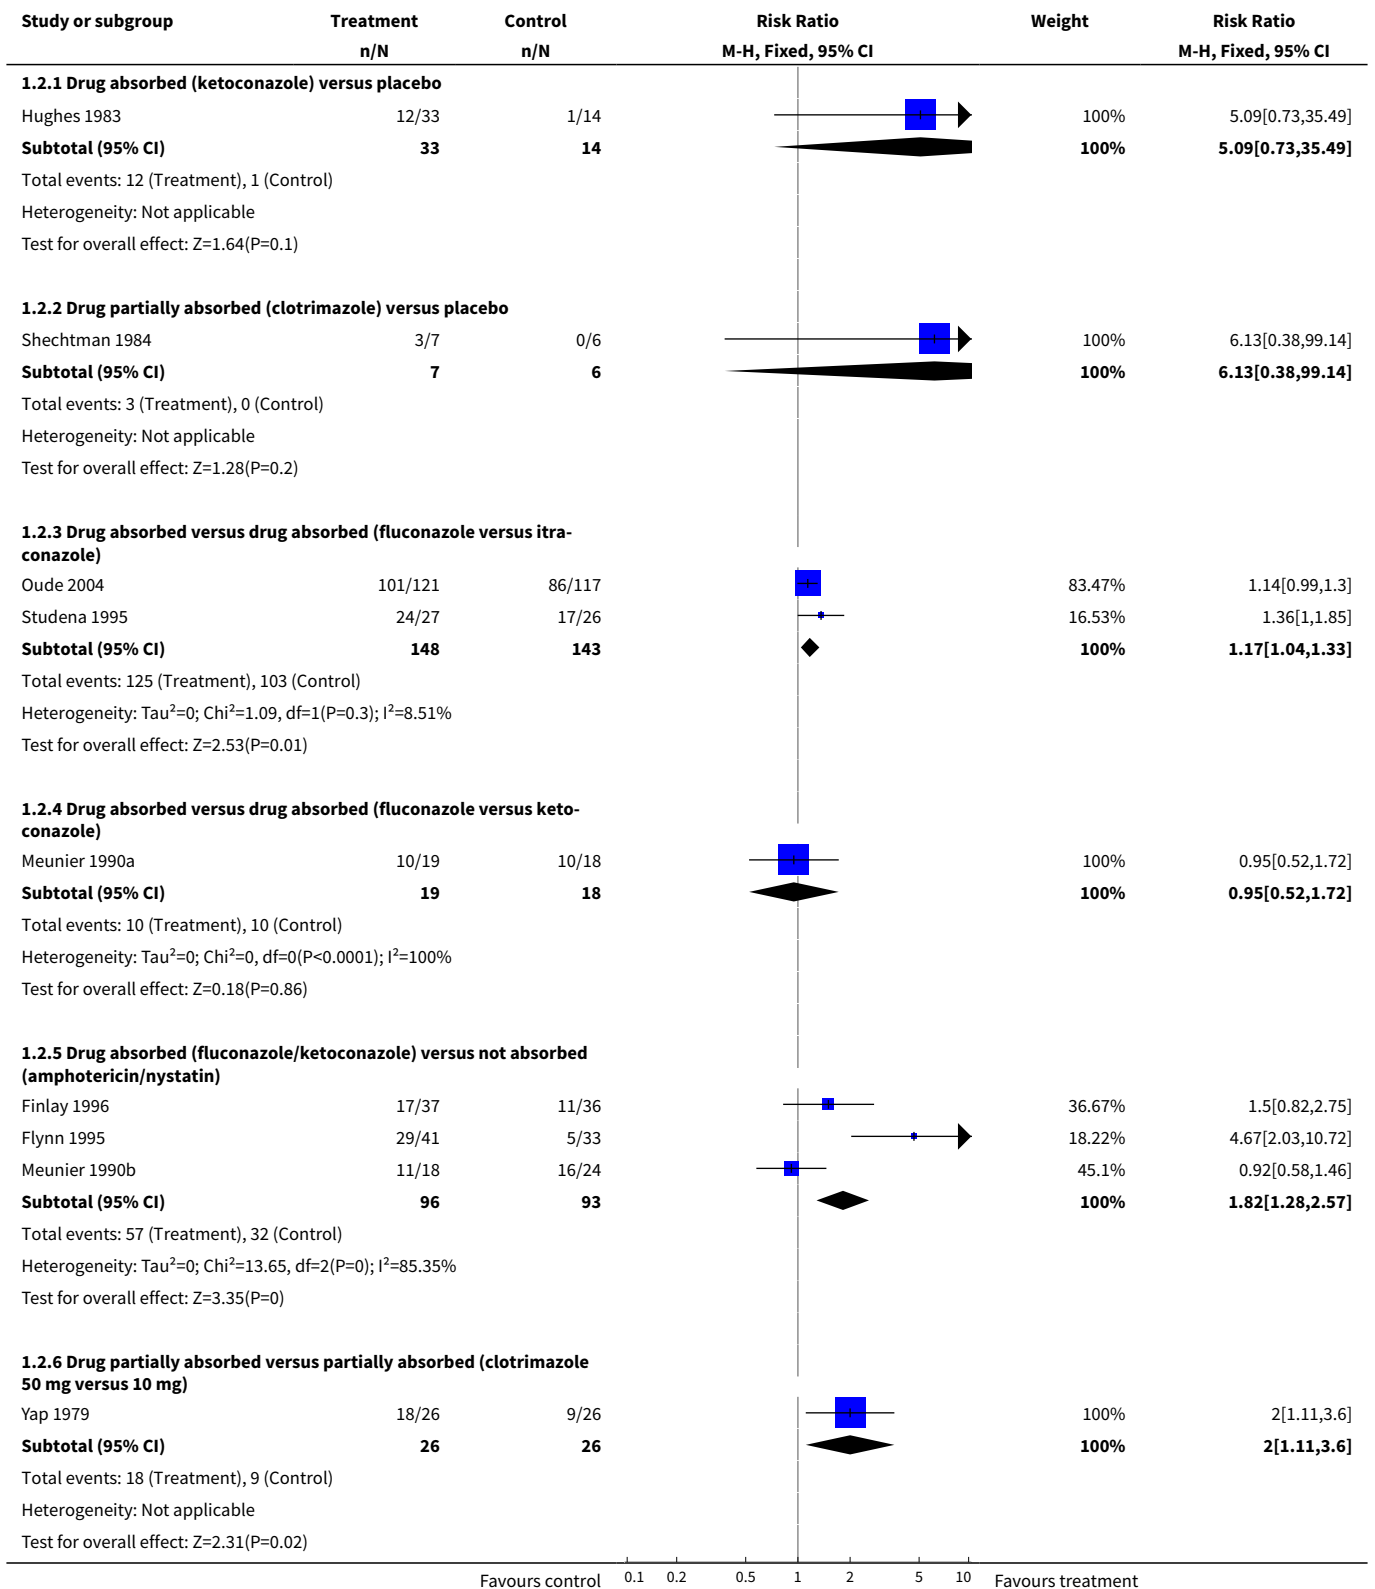 Study or subgroup Treatment Control Risk Ratio Weight Risk Ratio
n/N n/N M-H, Fixed, 95% CI M-H, Fixed, 95% CI
1.2.1 Drug absorbed (ketoconazole) versus placebo
Hughes 1983 12/33 1/14 100% 5.09[0.73,35.49]
Subtotal (95% CI) 33 14 100% 5.09[0.73,35.49]
Total events: 12 (Treatment), 1 (Control)
Heterogeneity: Not applicable
Test for overall effect: Z=1.64(P=0.1)
1.2.2 Drug partially absorbed (clotrimazole) versus placebo
Shechtman 1984 3/7 0/6 100% 6.13[0.38,99.14]
Subtotal (95% CI) 7 6 100% 6.13[0.38,99.14]
Total events: 3 (Treatment), 0 (Control)
Heterogeneity: Not applicable
Test for overall effect: Z=1.28(P=0.2)
1.2.3 Drug absorbed versus drug absorbed (fluconazole versus itra-
conazole)
Oude 2004 101/121 86/117 83.47% 1.14[0.99,1.3]
Studena 1995 24/27 17/26 16.53% 1.36[1,1.85]
Subtotal (95% CI) 148 143 100% 1.17[1.04,1.33]
Total events: 125 (Treatment), 103 (Control)
Heterogeneity: Tau²=0; Chi²=1.09, df=1(P=0.3); I²=8.51%
Test for overall effect: Z=2.53(P=0.01)
1.2.4 Drug absorbed versus drug absorbed (fluconazole versus keto-
conazole)
Meunier 1990a 10/19 10/18 100% 0.95[0.52,1.72]
Subtotal (95% CI) 19 18 100% 0.95[0.52,1.72]
Total events: 10 (Treatment), 10 (Control)
Heterogeneity: Tau²=0; Chi²=0, df=0(P<0.0001); I²=100%
Test for overall effect: Z=0.18(P=0.86)
1.2.5 Drug absorbed (fluconazole/ketoconazole) versus not absorbed
(amphotericin/nystatin)
Finlay 1996 17/37 11/36 36.67% 1.5[0.82,2.75]
Flynn 1995 29/41 5/33 18.22% 4.67[2.03,10.72]
Meunier 1990b 11/18 16/24 45.1% 0.92[0.58,1.46]
Subtotal (95% CI) 96 93 100% 1.82[1.28,2.57]
Total events: 57 (Treatment), 32 (Control)
Heterogeneity: Tau²=0; Chi²=13.65, df=2(P=0); I²=85.35%
Test for overall effect: Z=3.35(P=0)
1.2.6 Drug partially absorbed versus partially absorbed (clotrimazole
50 mg versus 10 mg)
Yap 1979 18/26 9/26 100% 2[1.11,3.6]
Subtotal (95% CI) 26 26 100% 2[1.11,3.6]
Total events: 18 (Treatment), 9 (Control)
Heterogeneity: Not applicable
Test for overall effect: Z=2.31(P=0.02)
Favours control 0.1 0.2 0.5 1 2 5 10 Favours treatment